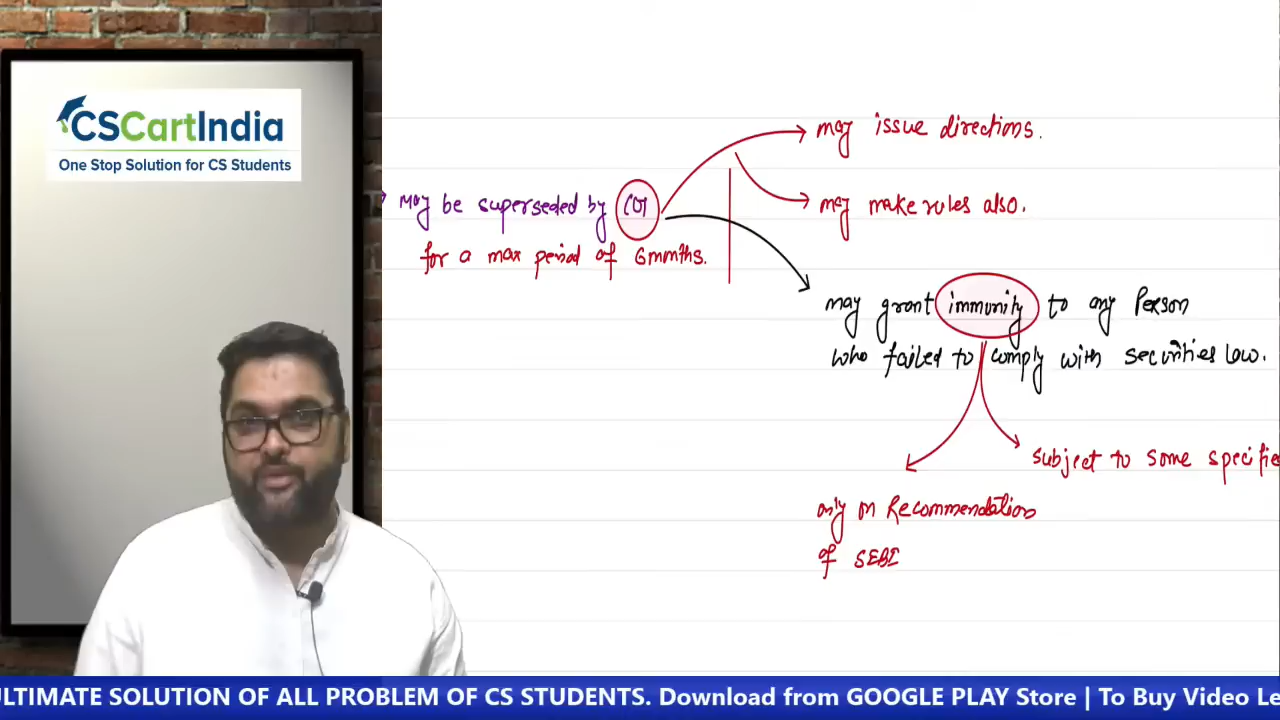 CSCartIndia
One Stop Solution for CS Students
may issue directions.
May be superseded by COI
may make rules also.
for a max period of 6months.
may grant immunity to any Person
who failed to comply with securities law.
subject to some specifie
only on Recommendation
of SEBI
ULTIMATE SOLUTION OF ALL PROBLEM OF CS STUDENTS. Download from GOOGLE PLAY Store | To Buy Video Le